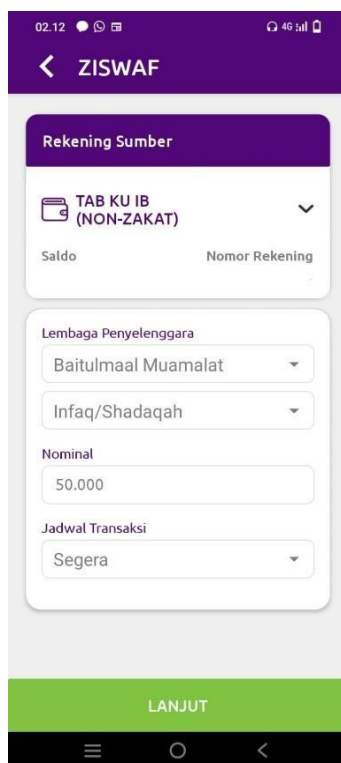 02.12 4G
ZISWAF
Rekening Sumber
TAB KU IB
(NON-ZAKAT)
Saldo Nomor Rekening
Lembaga Penyelenggara
Baitulmaal Muamalat
Infaq/Shadaqah
Nominal
50.000
Jadwal Transaksi
Segera
LANJUT